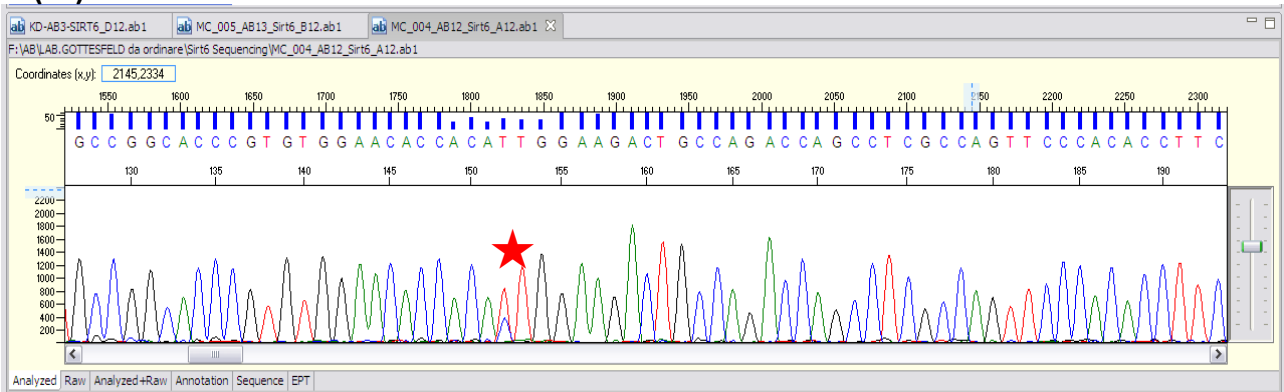 KD-AB3-SIRT6_D12.ab1 MC_005_AB13_Sirt6_B12.ab1 MC_004_AB12_Sirt6_A12.ab1
F:\AB\LAB.GOTTESFELD da ordinare\Sirt6 Sequencing\MC_004_AB12_Sirt6_A12.ab1
Coordinates (x,y): 2145,2334
1550 1600 1650 1700 1750 1800 1850 1900 1950 2000 2050 2100 2150 2200 2250 2300
50
G C C G G C A C C C G T G T G G A A C A C C A C A T T G G A A G A C T G C C A G A C C A G C C T C G C C A G T T C C C A C A C C T T C
130 135 140 145 150 155 160 165 170 175 180 185 190
2200
2000
1800
1600
1400
1200
1000
800
600
400
200
Analyzed Raw Analyzed+Raw Annotation Sequence EPT